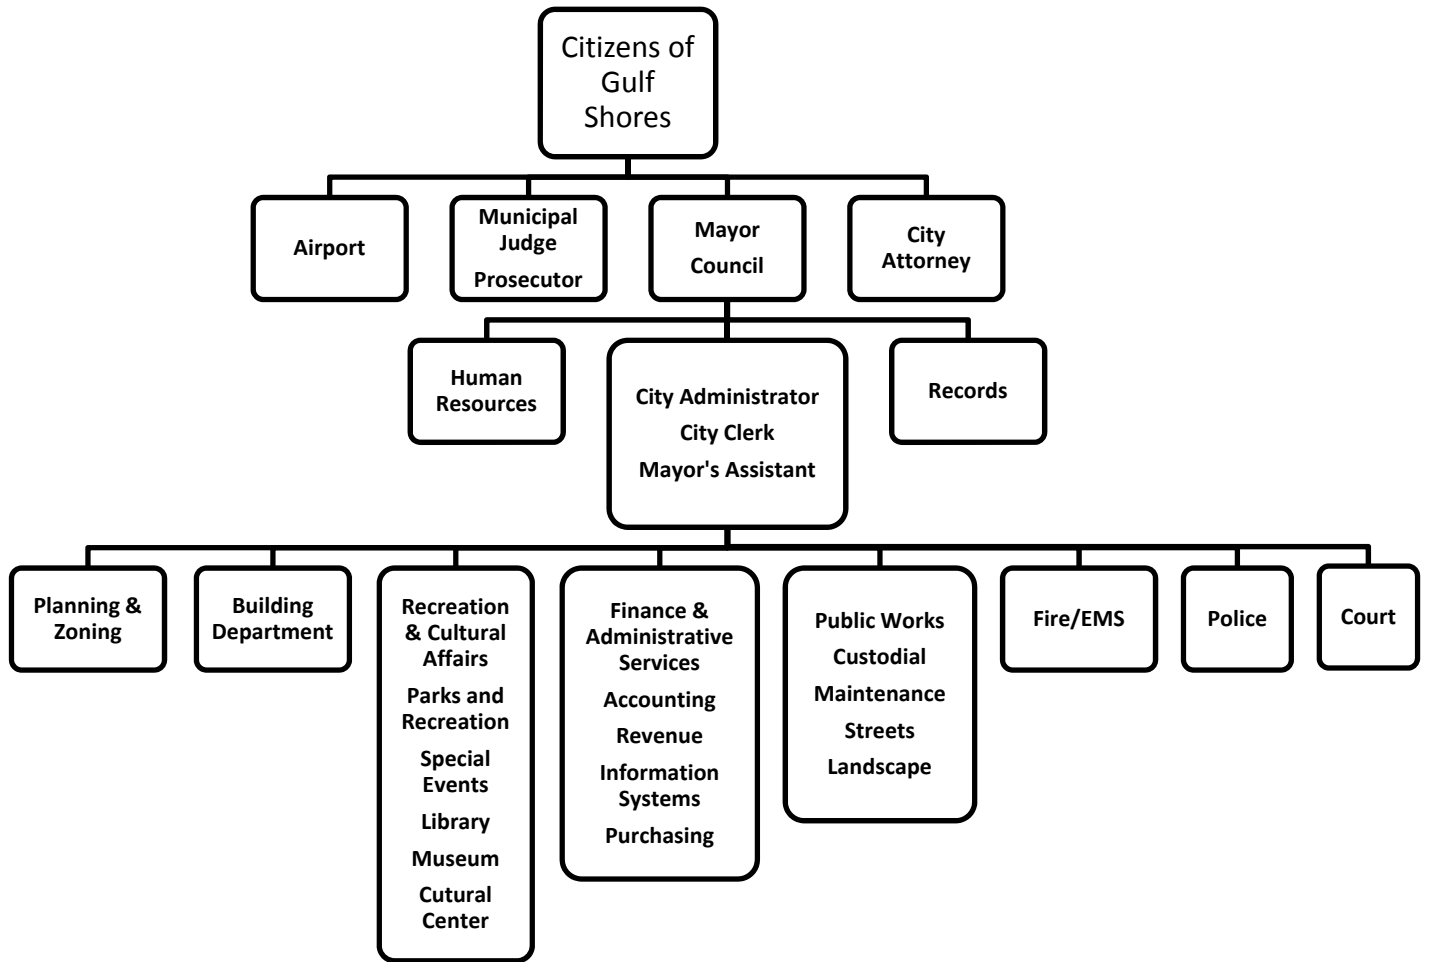 Citizens of
Gulf
Shores
Airport
Municipal
Judge
Prosecutor
Mayor
Council
City
Attorney
Human
Resources
City Administrator
City Clerk
Mayor's Assistant
Records
Planning &
Zoning
Building
Department
Recreation
& Cultural
Affairs
Parks and
Recreation
Special
Events
Library
Museum
Cutural
Center
Finance &
Administrative
Services
Accounting
Revenue
Information
Systems
Purchasing
Public Works
Custodial
Maintenance
Streets
Landscape
Fire/EMS
Police
Court